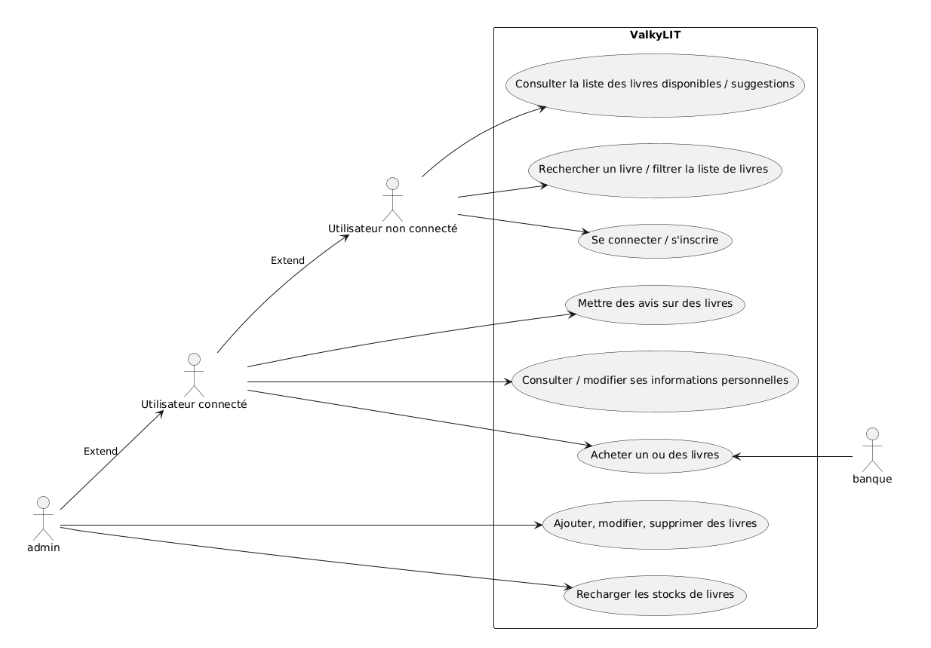 ValkyLIT
Consulter la liste des livres disponibles / suggestions
Rechercher un livre / filtrer la liste de livres
Utilisateur non connecté
Se connecter / s'inscrire
Extend
Mettre des avis sur des livres
Consulter / modifier ses informations personnelles
Utilisateur connecté
Extend
Acheter un ou des livres
banque
Ajouter, modifier, supprimer des livres
admin
Recharger les stocks de livres